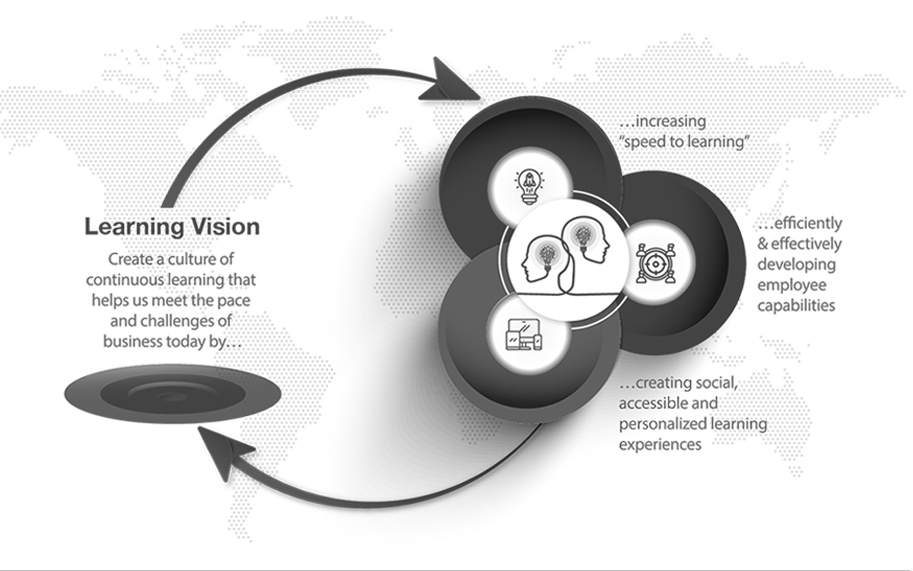 Learning Vision
Create a culture of
continuous learning that
helps us meet the pace
and challenges of
business today by…
…increasing
“speed to learning”
…efficiently
& effectively
developing
employee
capabilities
…creating social,
accessible and
personalized learning
experiences